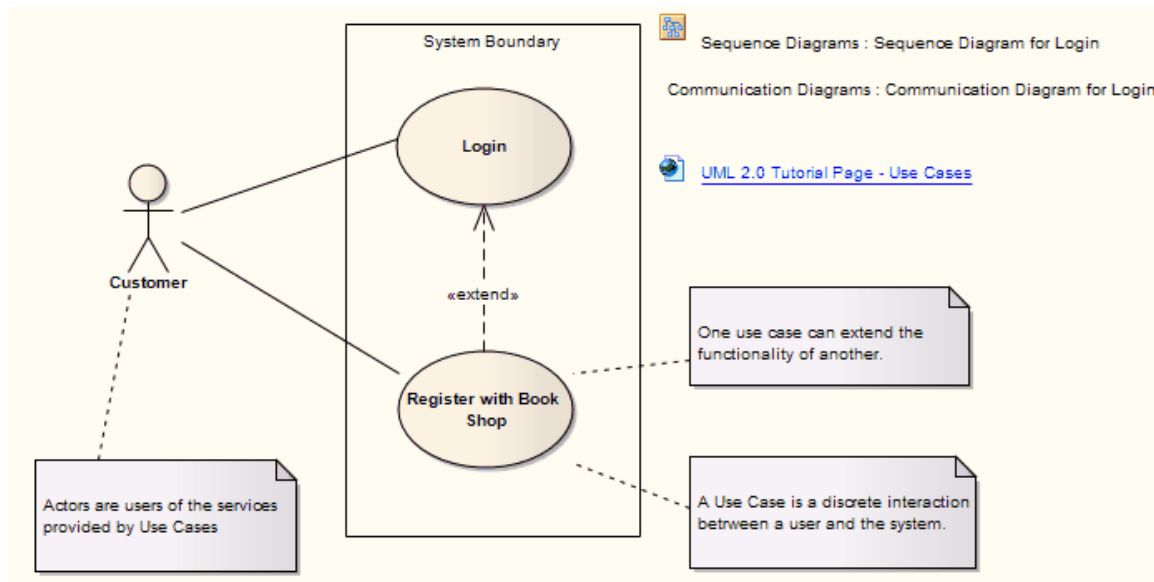 System Boundary
Sequence Diagrams : Sequence Diagram for Login
Communication Diagrams : Communication Diagram for Login
Login
UML 2.0 Tutorial Page - Use Cases
Customer
«extend»
One use case can extend the
functionality of another.
Register with Book
Shop
Actors are users of the services
provided by Use Cases
A Use Case is a discrete interaction
betrween a user and the system.